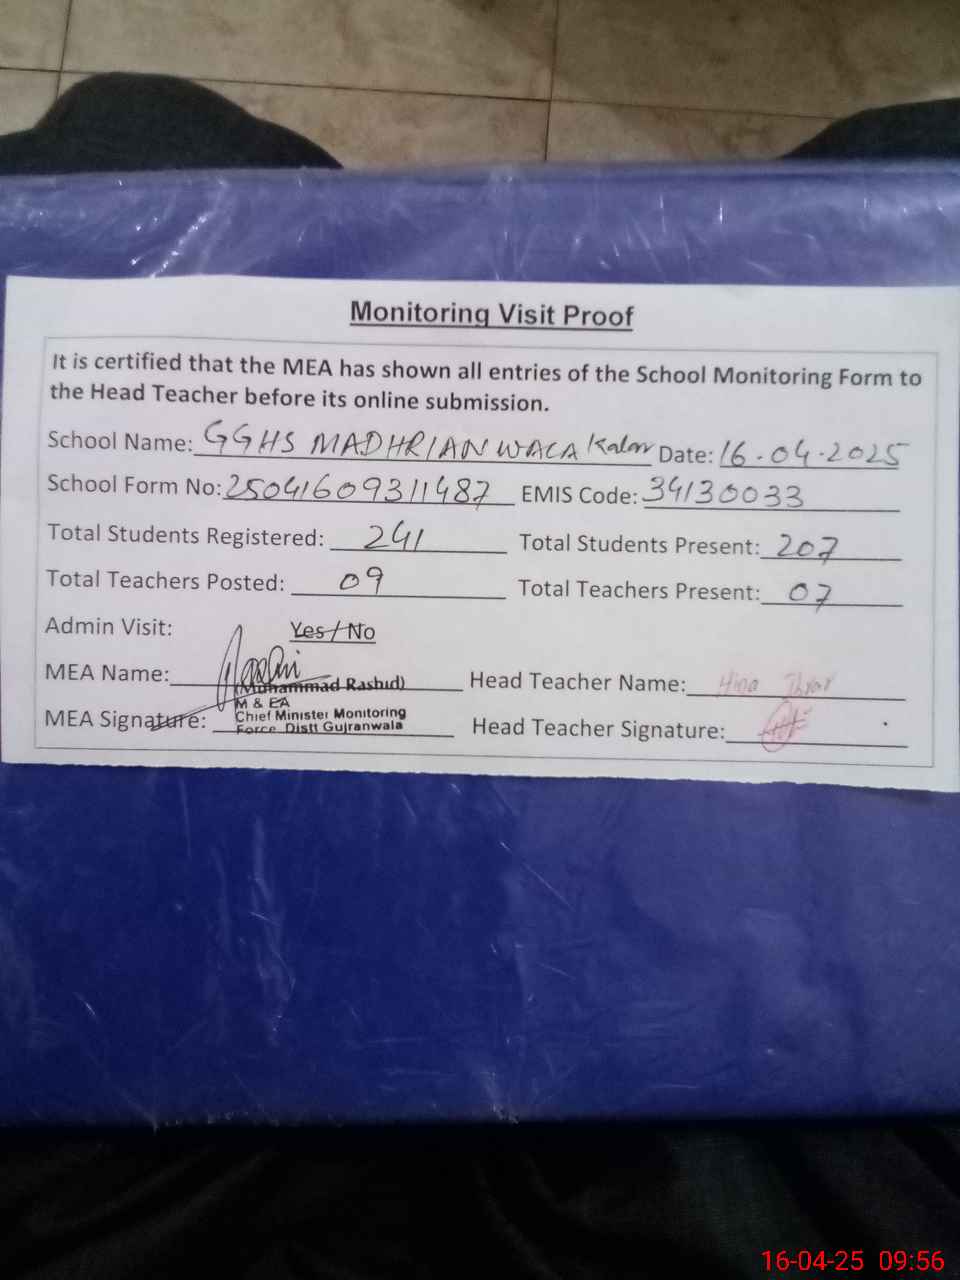 Monitoring Visit Proof
It is certified that the MEA has shown all entries of the School Monitoring Form to
the Head Teacher before its online submission.
School Name: GGHS MADHRIANWALA Kalan Date: 16-04-2025
School Form No: 25041609311487 EMIS Code: 34130033
Total Students Registered: 241 Total Students Present: 207
Total Teachers Posted: 09 Total Teachers Present: 07
Admin Visit: Yes/No
MEA Name: Head Teacher Name: Hina
(Muhammad Rashid)
M & EA
MEA Signature: Chief Minister Monitoring Head Teacher Signature:
Force Distt Gujranwala
16-04-25 09:56